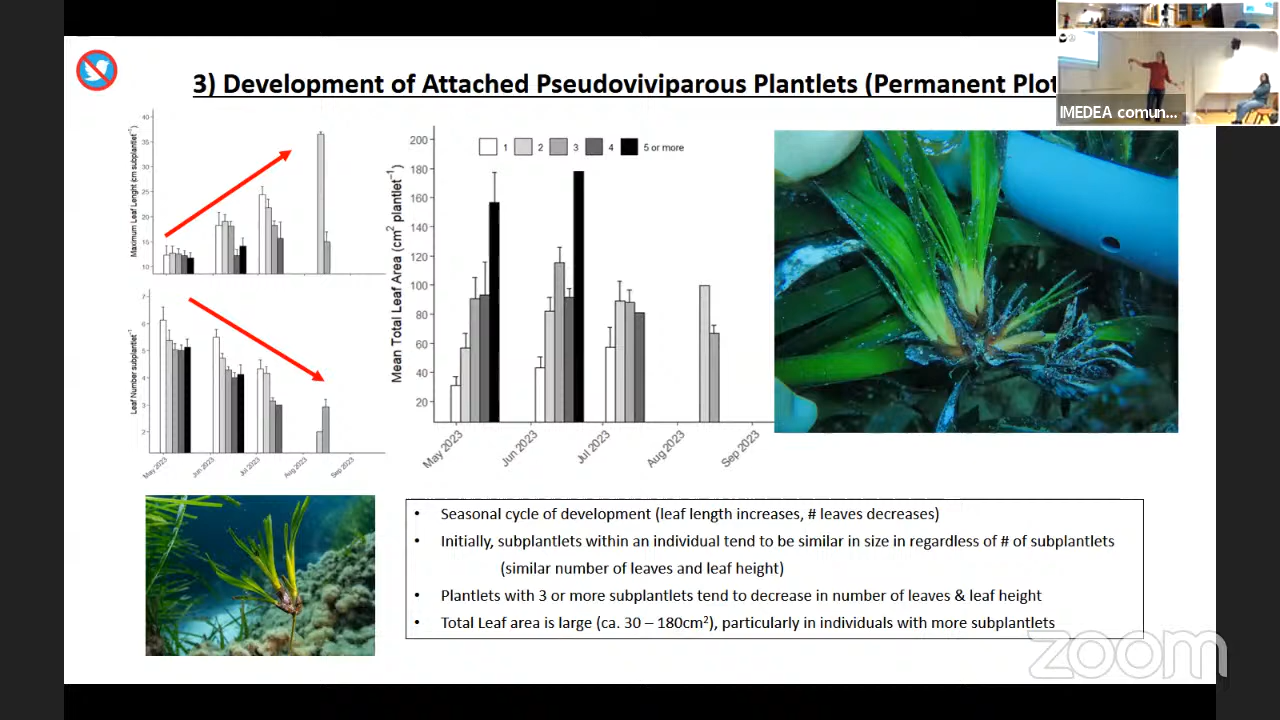 3) Development of Attached Pseudoviviparous Plantlets (Permanent Plot
IMEDEA comun...
Maximum Leaf Lenght (cm subplantlet⁻¹)
40
35
30
25
20
15
10
Leaf Number subplantlet⁻¹
7
6
5
4
3
2
May 2023
Jun 2023
Jul 2023
Aug 2023
Sep 2023
Mean Total Leaf Area (cm² plantlet⁻¹)
1 2 3 4 5 or more
200
180
160
140
120
100
80
60
40
20
May 2023
Jun 2023
Jul 2023
Aug 2023
Sep 2023
• Seasonal cycle of development (leaf length increases, # leaves decreases)
• Initially, subplantlets within an individual tend to be similar in size in regardless of # of subplantlets
(similar number of leaves and leaf height)
• Plantlets with 3 or more subplantlets tend to decrease in number of leaves & leaf height
• Total Leaf area is large (ca. 30 – 180cm²), particularly in individuals with more subplantlets
zoom